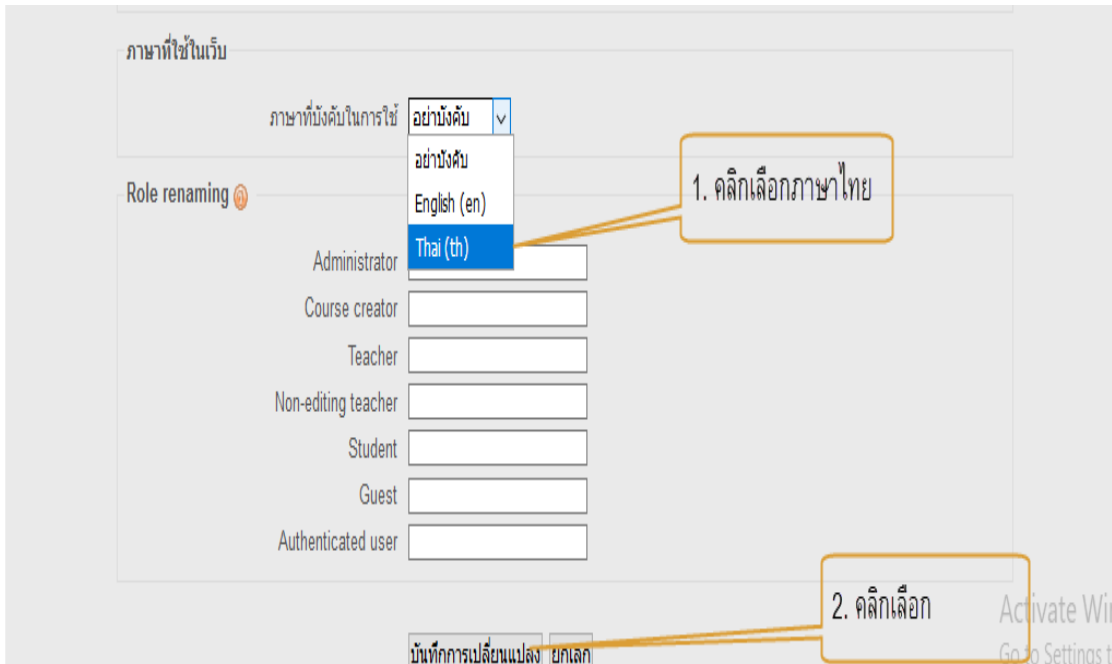 ภาษาที่ใช้ในเว็บ
ภาษาที่บังคับในการใช้ อย่าบังคับ
อย่าบังคับ
English (en)
Thai (th)
1. คลิกเลือกภาษาไทย
Role renaming
Administrator
Course creator
Teacher
Non-editing teacher
Student
Guest
Authenticated user
2. คลิกเลือก
บันทึกการเปลี่ยนแปลง ยกเลิก
Activate Win
Go to Settings t